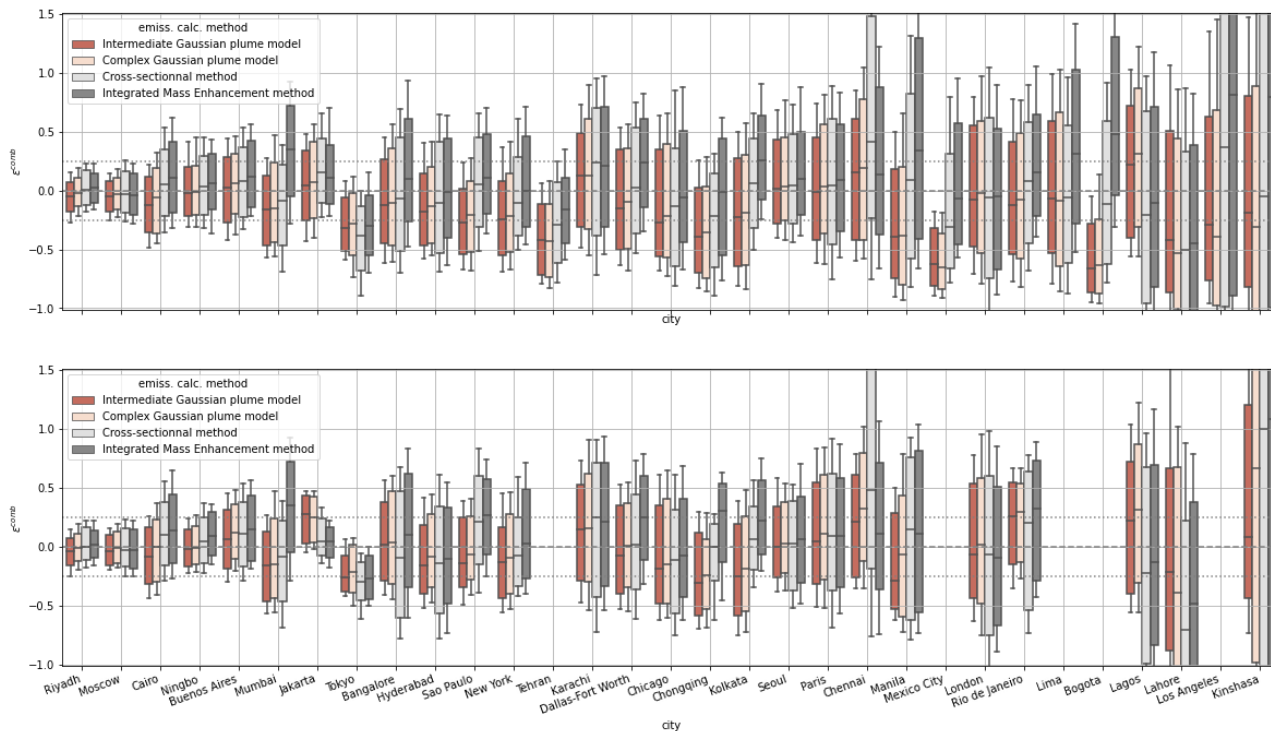 1.5
1.0
0.5
0.0
−0.5
−1.0
ε^comb
emiss. calc. method
Intermediate Gaussian plume model
Complex Gaussian plume model
Cross-sectionnal method
Integrated Mass Enhancement method
city
1.5
1.0
0.5
0.0
−0.5
−1.0
ε^comb
emiss. calc. method
Intermediate Gaussian plume model
Complex Gaussian plume model
Cross-sectionnal method
Integrated Mass Enhancement method
Riyadh
Moscow
Cairo
Ningbo
Buenos Aires
Mumbai
Jakarta
Tokyo
Bangalore
Hyderabad
Sao Paulo
New York
Tehran
Karachi
Dallas-Fort Worth
Chicago
Chongqing
Kolkata
Seoul
Paris
Chennai
Manila
Mexico City
London
Rio de Janeiro
Lima
Bogota
Lagos
Lahore
Los Angeles
Kinshasa
city